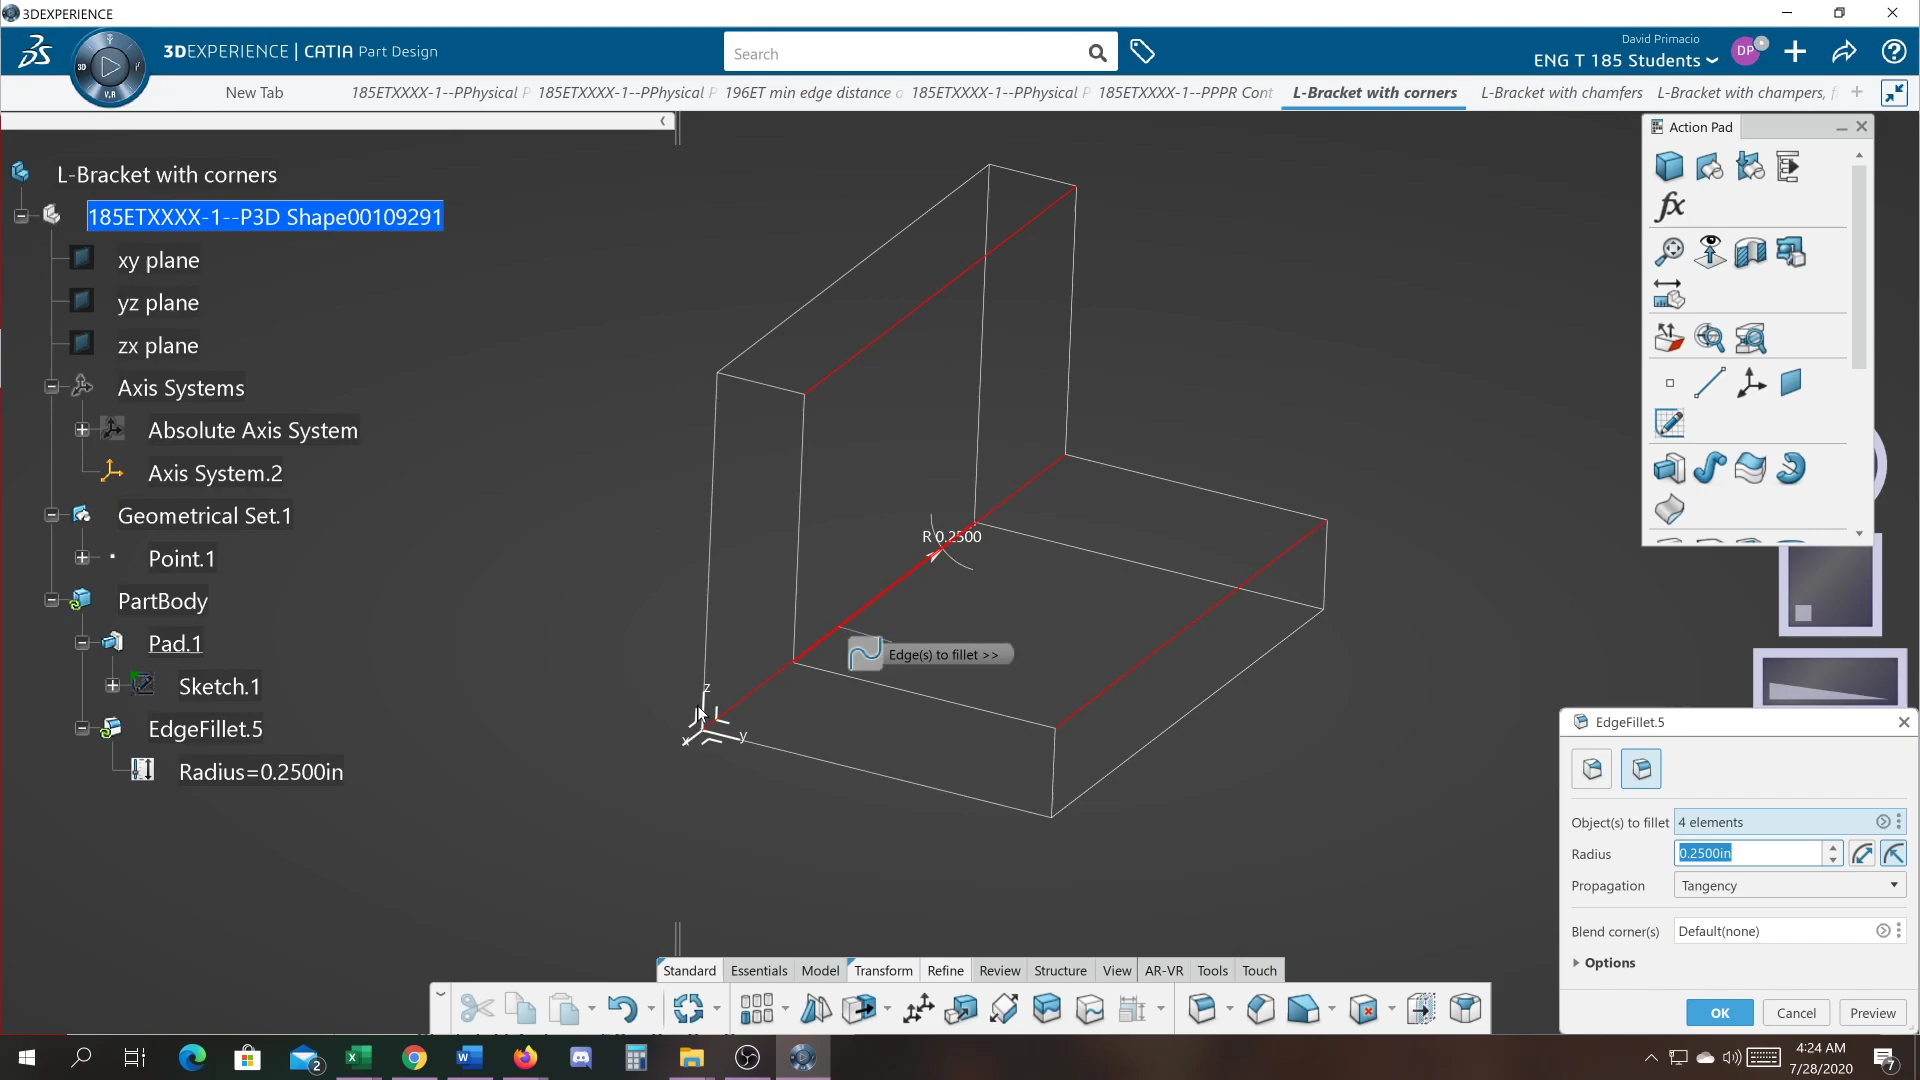 3DEXPERIENCE
3DEXPERIENCE | CATIA Part Design
3D
V.R
Search
David Primacio
ENG T 185 Students
DP
New Tab
185ETXXXX-1--PPhysical P
185ETXXXX-1--PPhysical P
196ET min edge distance a
185ETXXXX-1--PPhysical P
185ETXXXX-1--PPPR Cont
L-Bracket with corners
L-Bracket with chamfers
L-Bracket with champers, f
Action Pad
fx
L-Bracket with corners
185ETXXXX-1--P3D Shape00109291
xy plane
yz plane
zx plane
Axis Systems
Absolute Axis System
Axis System.2
Geometrical Set.1
Point.1
PartBody
Pad.1
Sketch.1
EdgeFillet.5
Radius=0.2500in
R 0.2500
Edge(s) to fillet >>
z
x
y
EdgeFillet.5
Object(s) to fillet 4 elements
Radius 0.2500in
Propagation Tangency
Blend corner(s) Default(none)
Options
OK Cancel Preview
Standard Essentials Model Transform Refine Review Structure View AR-VR Tools Touch
2
4:24 AM
7/28/2020
7